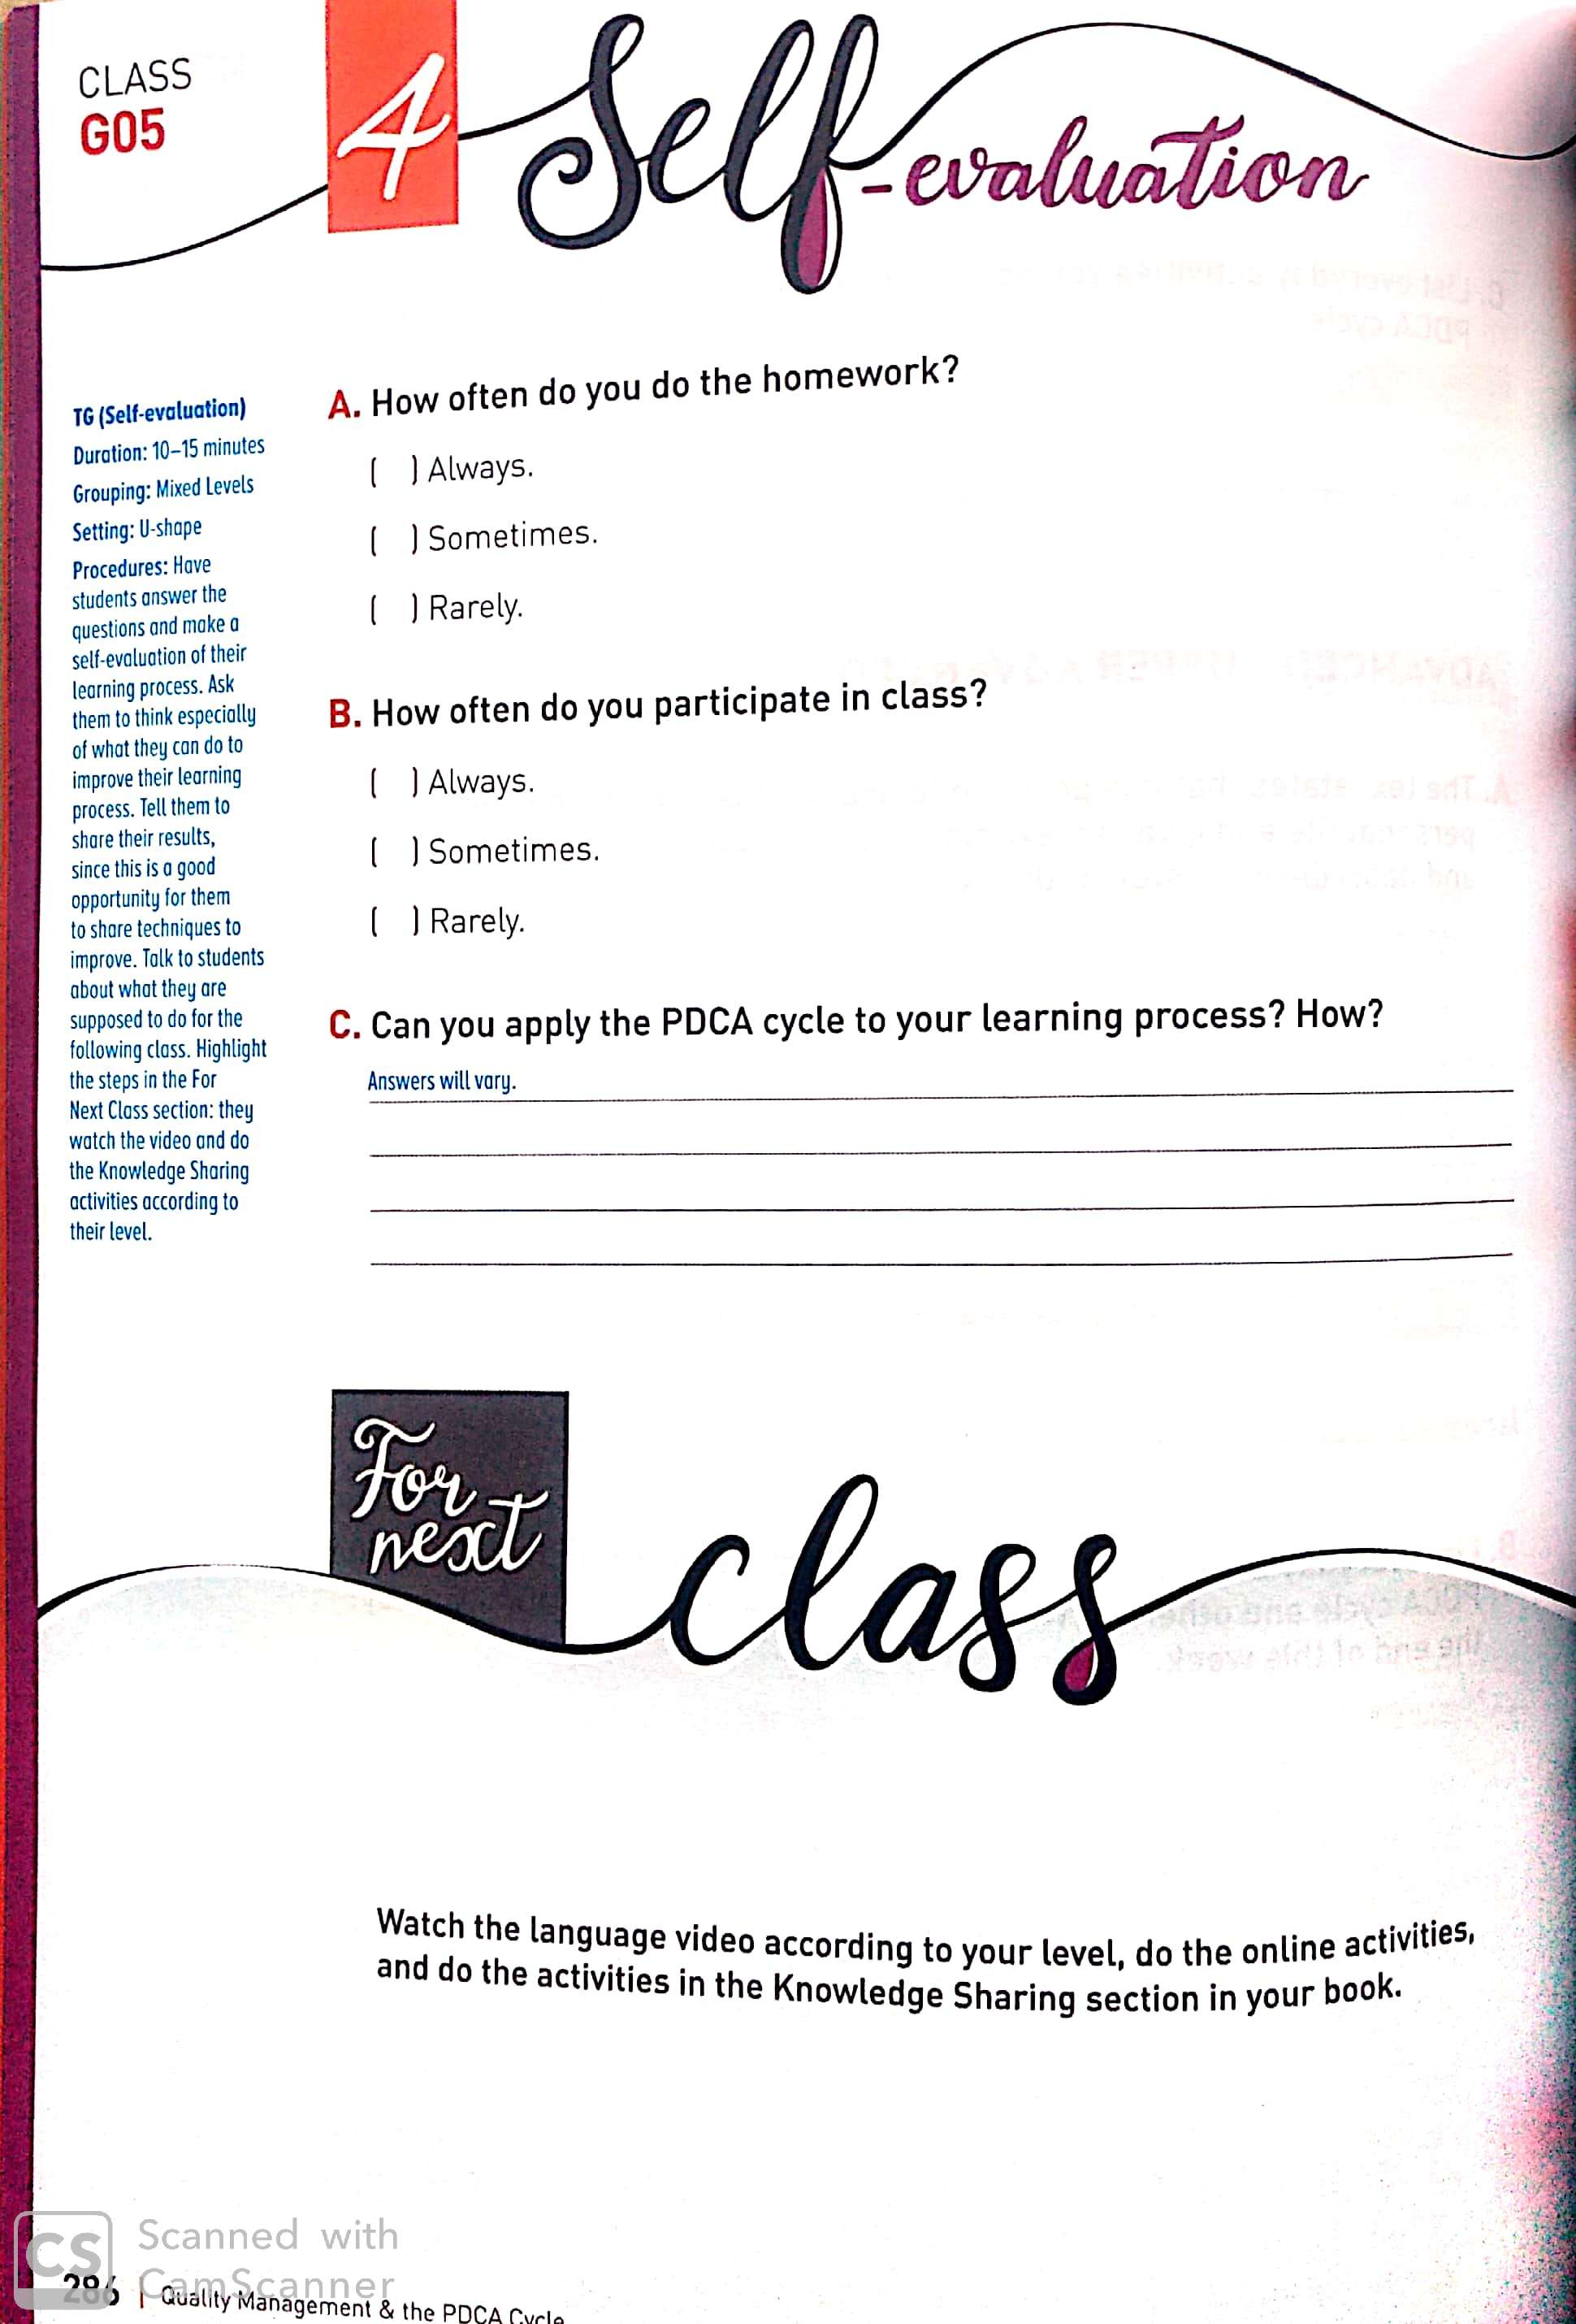 CLASS
G05
4 Self-evaluation
TG (Self-evaluation)
Duration: 10–15 minutes
Grouping: Mixed Levels
Setting: U-shape
Procedures: Have
students answer the
questions and make a
self-evaluation of their
learning process. Ask
them to think especially
of what they can do to
improve their learning
process. Tell them to
share their results,
since this is a good
opportunity for them
to share techniques to
improve. Talk to students
about what they are
supposed to do for the
following class. Highlight
the steps in the For
Next Class section: they
watch the video and do
the Knowledge Sharing
activities according to
their level.
A. How often do you do the homework?
( ) Always.
( ) Sometimes.
( ) Rarely.
B. How often do you participate in class?
( ) Always.
( ) Sometimes.
( ) Rarely.
C. Can you apply the PDCA cycle to your learning process? How?
Answers will vary.
For
next
class
Watch the language video according to your level, do the online activities,
and do the activities in the Knowledge Sharing section in your book.
CS
Scanned with
CamScanner
286 | Quality Management & the PDCA Cycle